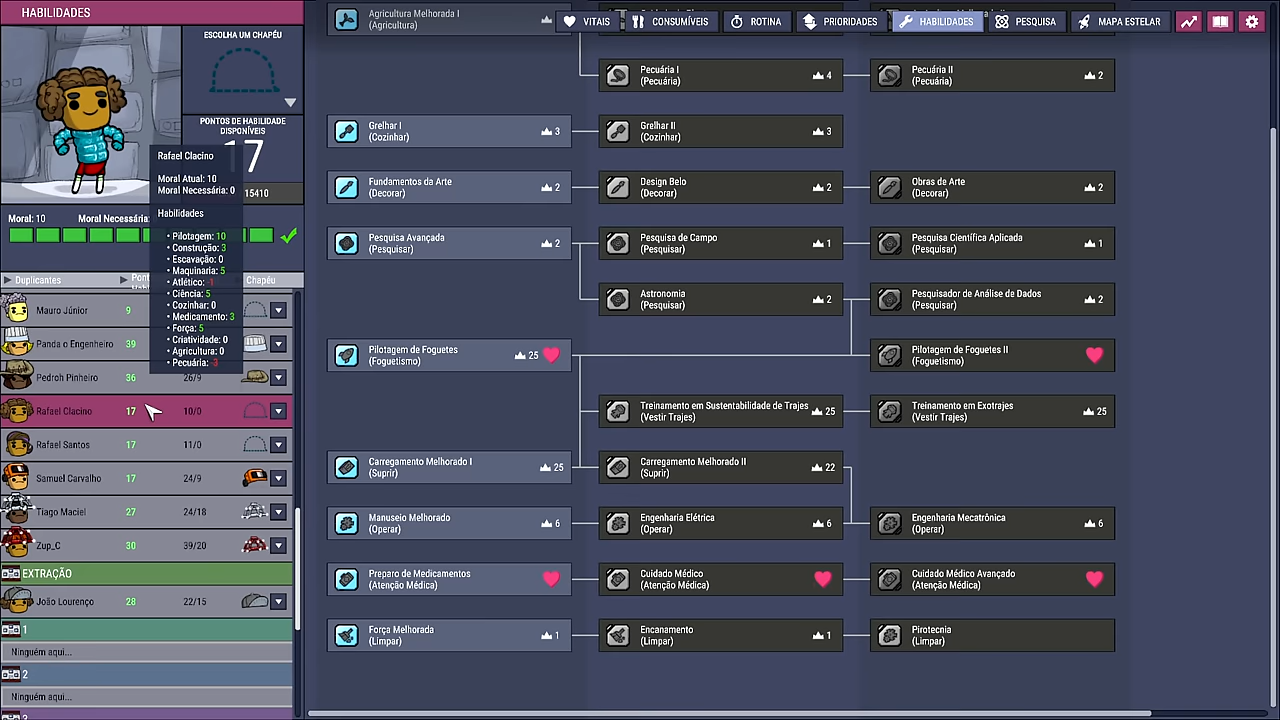 HABILIDADES
VITAIS
CONSUMÍVEIS
ROTINA
PRIORIDADES
HABILIDADES
PESQUISA
MAPA ESTELAR
ESCOLHA UM CHAPÉU
PONTOS DE HABILIDADE
DISPONÍVEIS
17
15410
Moral: 10
Moral Necessária:
Rafael Clacino
Moral Atual: 10
Moral Necessária: 0
Habilidades
• Pilotagem: 10
• Construção: 3
• Escavação: 0
• Maquinaria: 5
• Atlético: -1
• Ciência: 5
• Cozinhar: 0
• Medicamento: 3
• Força: 5
• Criatividade: 0
• Agricultura: 0
• Pecuária: -3
Duplicantes
Chapéu
Mauro Júnior 9
Panda o Engenheiro 39
Pedroh Pinheiro 36 26/9
Rafael Clacino 17 10/0
Rafael Santos 17 11/0
Samuel Carvalho 17 24/9
Tiago Maciel 27 24/18
Zup_C 30 39/20
EXTRAÇÃO
João Lourenço 28 22/15
1
Ninguém aqui...
2
Ninguém aqui...
Agricultura Melhorada I
(Agricultura)
Pecuária I 4
(Pecuária)
Pecuária II 2
(Pecuária)
Grelhar I 3
(Cozinhar)
Grelhar II 3
(Cozinhar)
Fundamentos da Arte 2
(Decorar)
Design Belo 2
(Decorar)
Obras de Arte 2
(Decorar)
Pesquisa Avançada 2
(Pesquisar)
Pesquisa de Campo 1
(Pesquisar)
Pesquisa Científica Aplicada 1
(Pesquisar)
Astronomia 2
(Pesquisar)
Pesquisador de Análise de Dados 2
(Pesquisar)
Pilotagem de Foguetes 25
(Foguetismo)
Pilotagem de Foguetes II
(Foguetismo)
Treinamento em Sustentabilidade de Trajes 25
(Vestir Trajes)
Treinamento em Exotrajes 25
(Vestir Trajes)
Carregamento Melhorado I 25
(Suprir)
Carregamento Melhorado II 22
(Suprir)
Manuseio Melhorado 6
(Operar)
Engenharia Elétrica 6
(Operar)
Engenharia Mecatrônica 6
(Operar)
Preparo de Medicamentos
(Atenção Médica)
Cuidado Médico
(Atenção Médica)
Cuidado Médico Avançado
(Atenção Médica)
Força Melhorada 1
(Limpar)
Encanamento 1
(Limpar)
Pirotecnia
(Limpar)